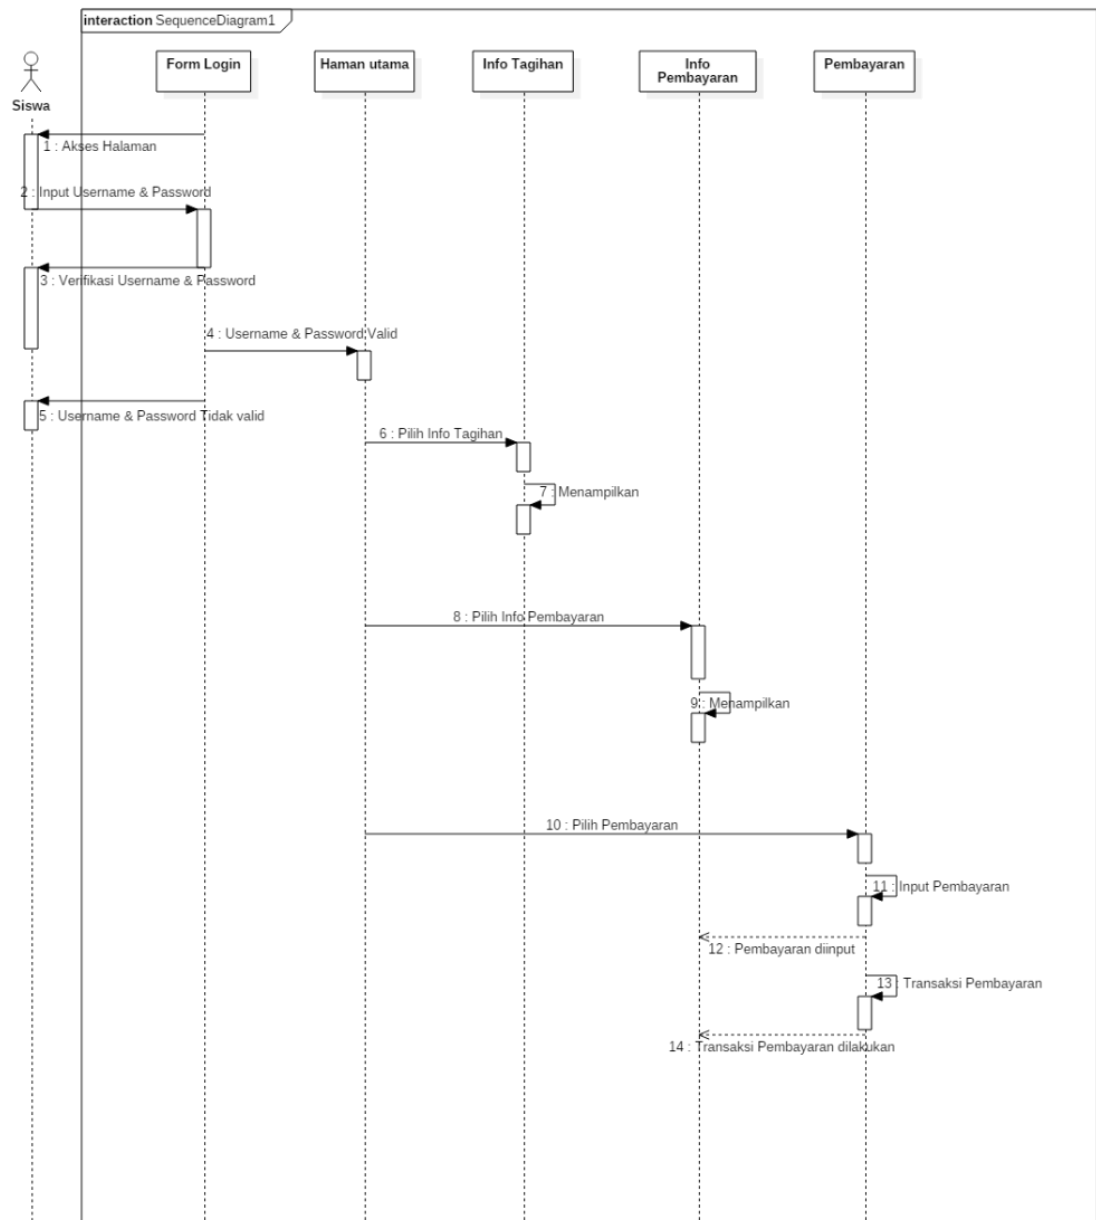 interaction SequenceDiagram1
Siswa
Form Login
Haman utama
Info Tagihan
Info
Pembayaran
Pembayaran
1 : Akses Halaman
2 : Input Username & Password
3 : Verifikasi Username & Password
4 : Username & Password Valid
5 : Username & Password Tidak valid
6 : Pilih Info Tagihan
7 : Menampilkan
8 : Pilih Info Pembayaran
9 : Menampilkan
10 : Pilih Pembayaran
11 : Input Pembayaran
12 : Pembayaran diinput
13 : Transaksi Pembayaran
14 : Transaksi Pembayaran dilakukan